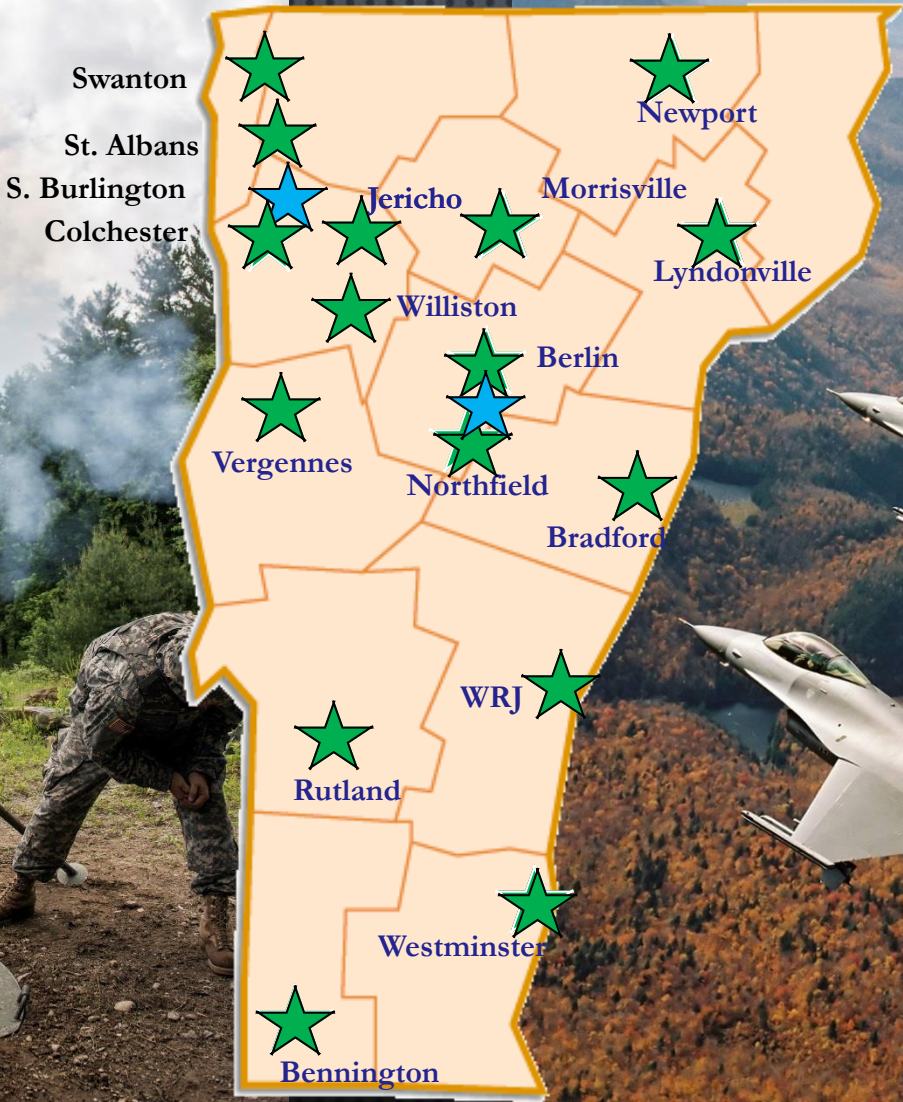 Swanton
Newport
St. Albans
S. Burlington
Jericho
Morrisville
Colchester
Lyndonville
Williston
Berlin
Vergennes
Northfield
Bradford
WRJ
Rutland
Westminster
Bennington